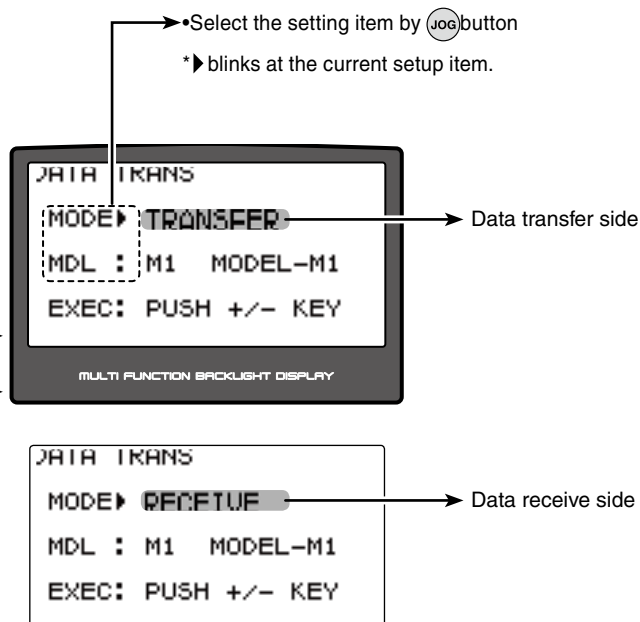 •Select the setting item by JOG button
*▶ blinks at the current setup item.
DATA TRANS
MODE▶ TRANSFER
Data transfer side
MDL : M1 MODEL-M1
EXEC: PUSH +/- KEY
MULTI FUNCTION BACKLIGHT DISPLAY
DATA TRANS
MODE▶ RECEIVE
Data receive side
MDL : M1 MODEL-M1
EXEC: PUSH +/- KEY